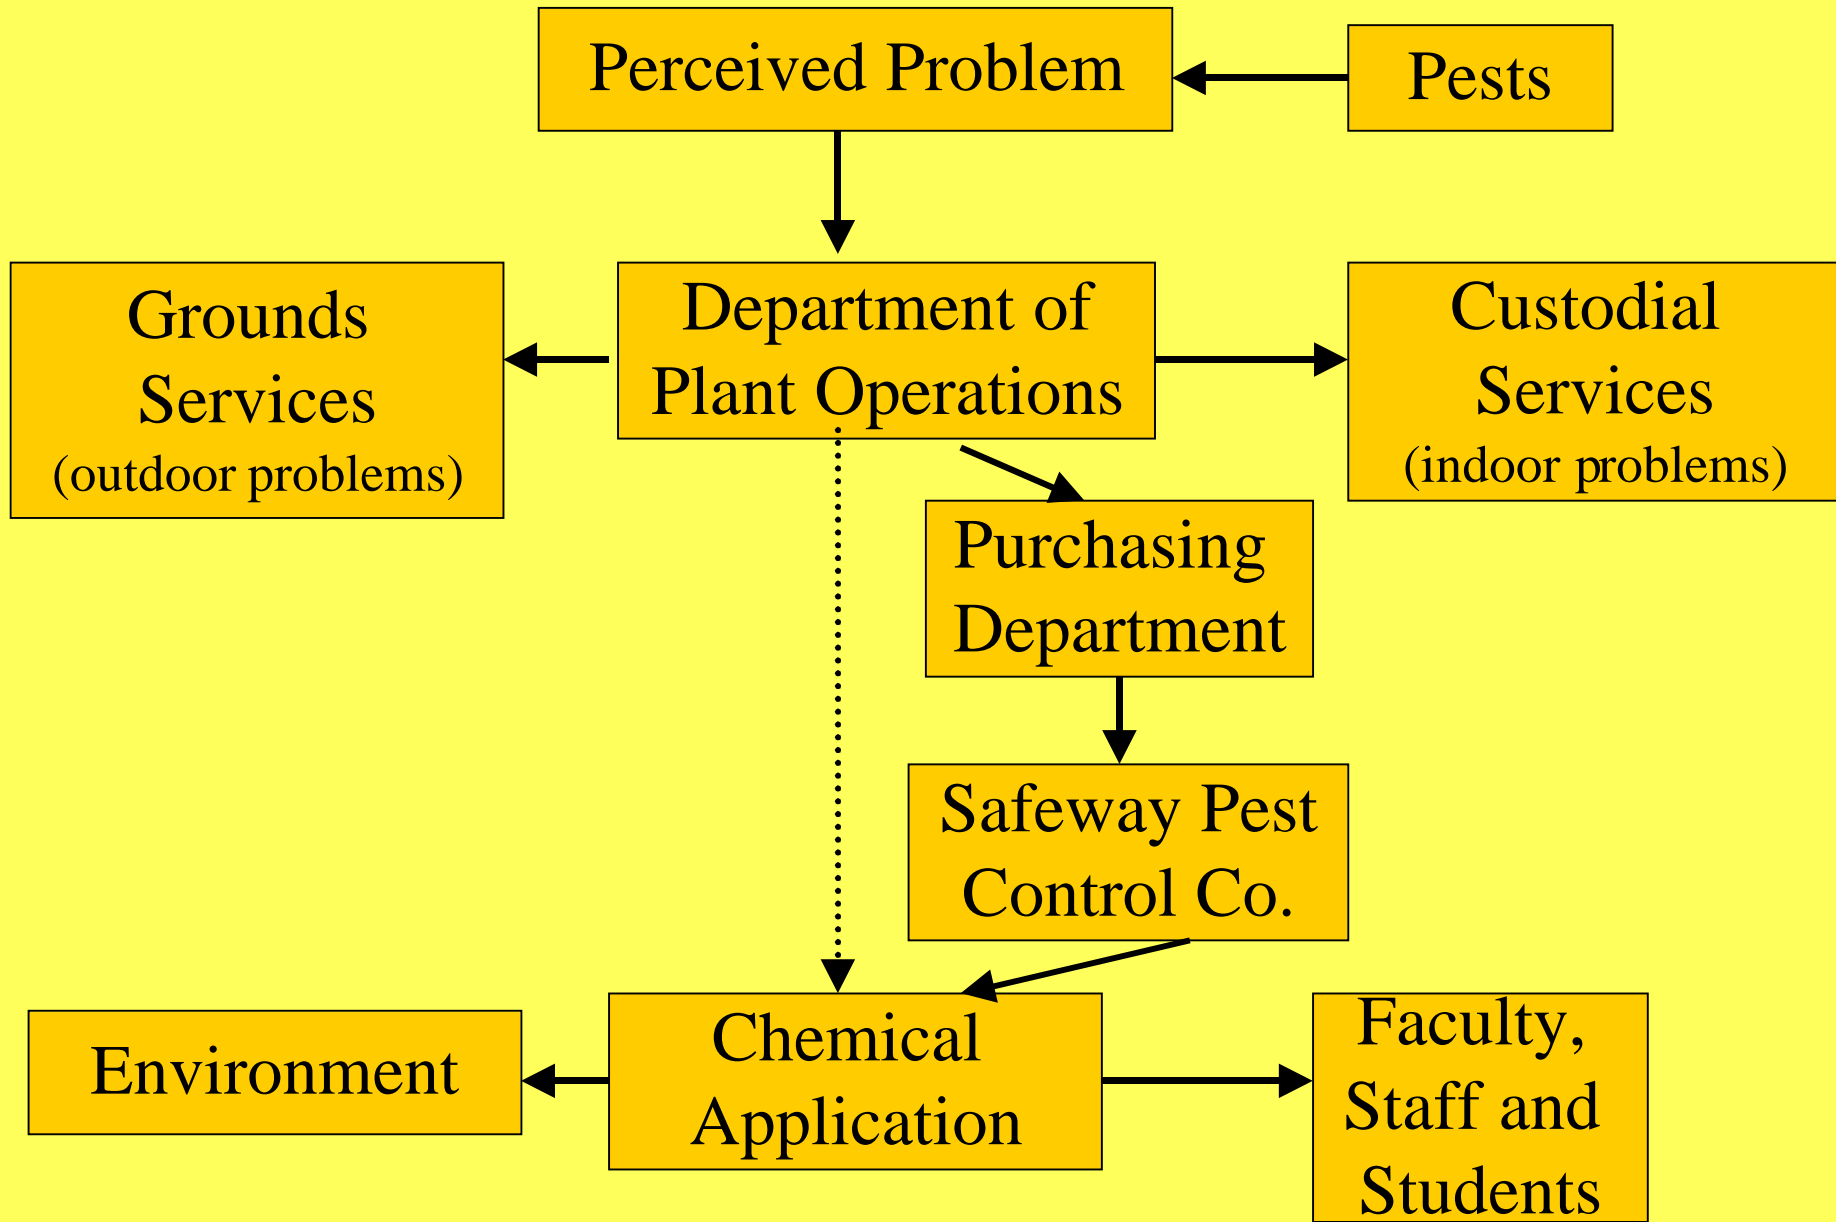 Perceived Problem
Pests
Grounds
Services
(outdoor problems)
Department of
Plant Operations
Custodial
Services
(indoor problems)
Purchasing
Department
Safeway Pest
Control Co.
Environment
Chemical
Application
Faculty,
Staff and
Students